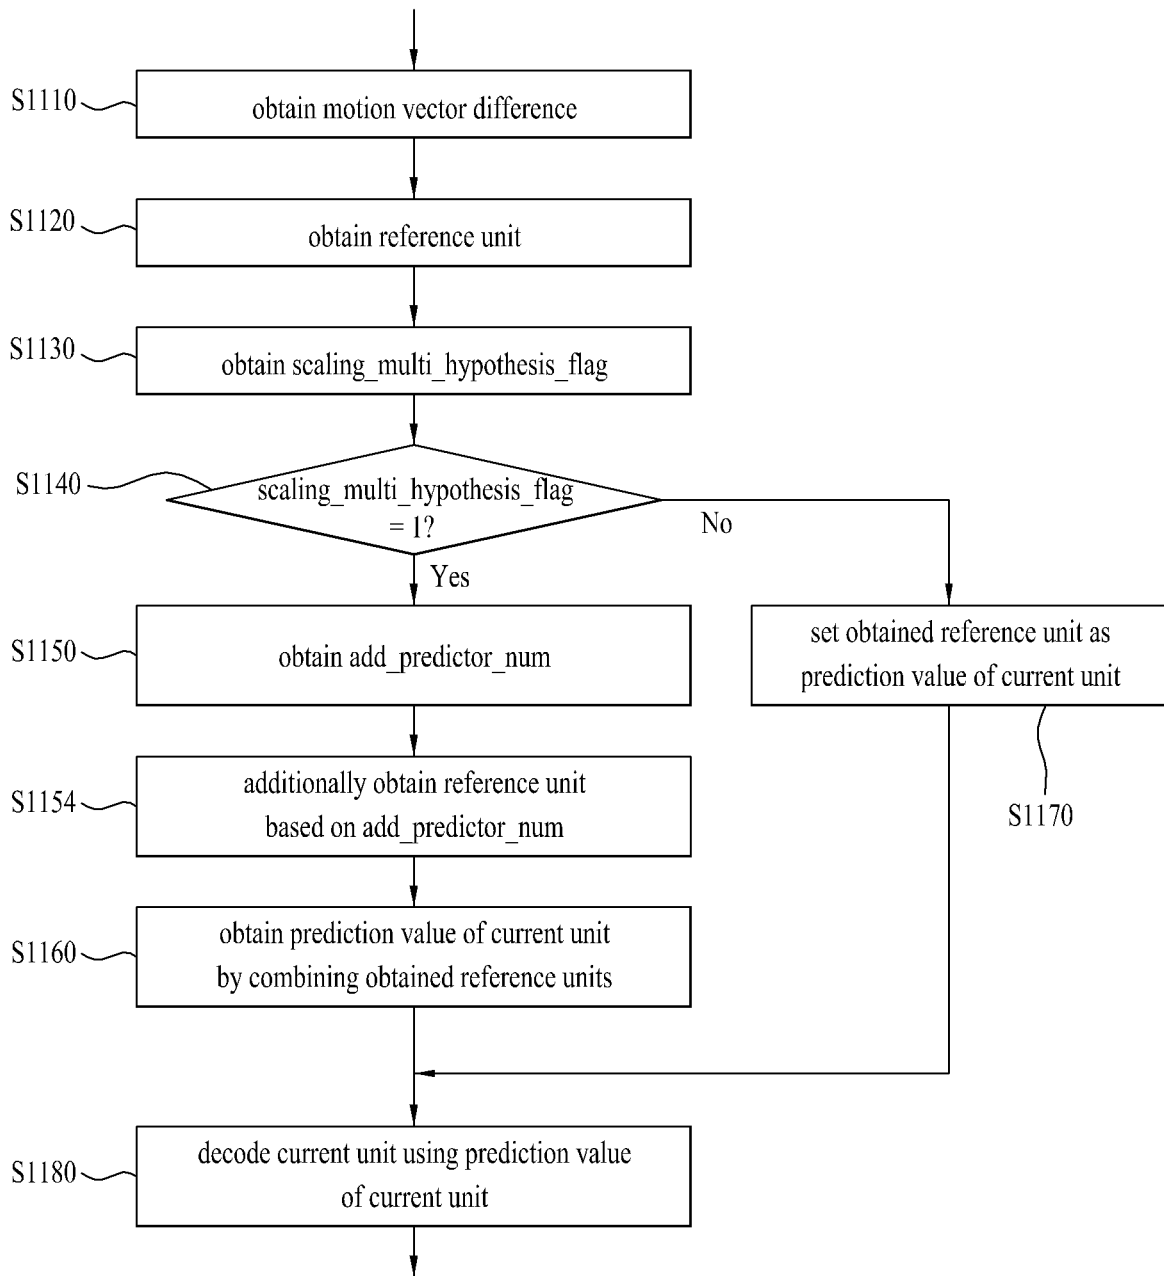 S1110
obtain motion vector difference
S1120
obtain reference unit
S1130
obtain scaling_multi_hypothesis_flag
S1140
scaling_multi_hypothesis_flag
= 1?
No
Yes
S1150
obtain add_predictor_num
set obtained reference unit as
prediction value of current unit
S1170
S1154
additionally obtain reference unit
based on add_predictor_num
S1160
obtain prediction value of current unit
by combining obtained reference units
S1180
decode current unit using prediction value
of current unit